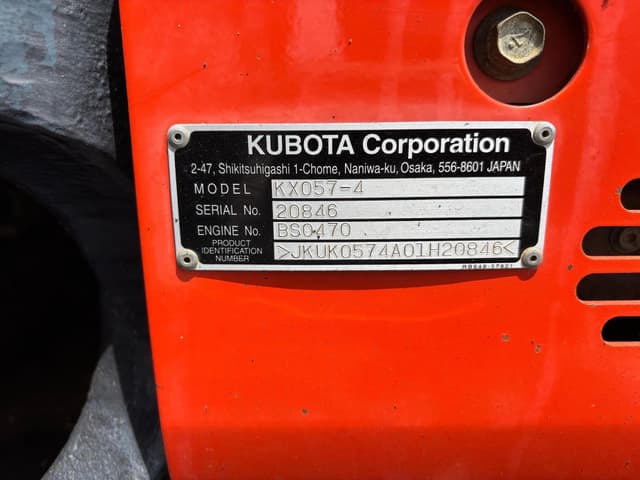 KUBOTA Corporation
2-47, Shikitsuhigashi 1-Chome, Naniwa-ku, Osaka, 556-8601 JAPAN
MODEL KX057-4
SERIAL No. 20846
ENGINE No. BS0470
PRODUCT IDENTIFICATION NUMBER >JKUK0574A01H20846<